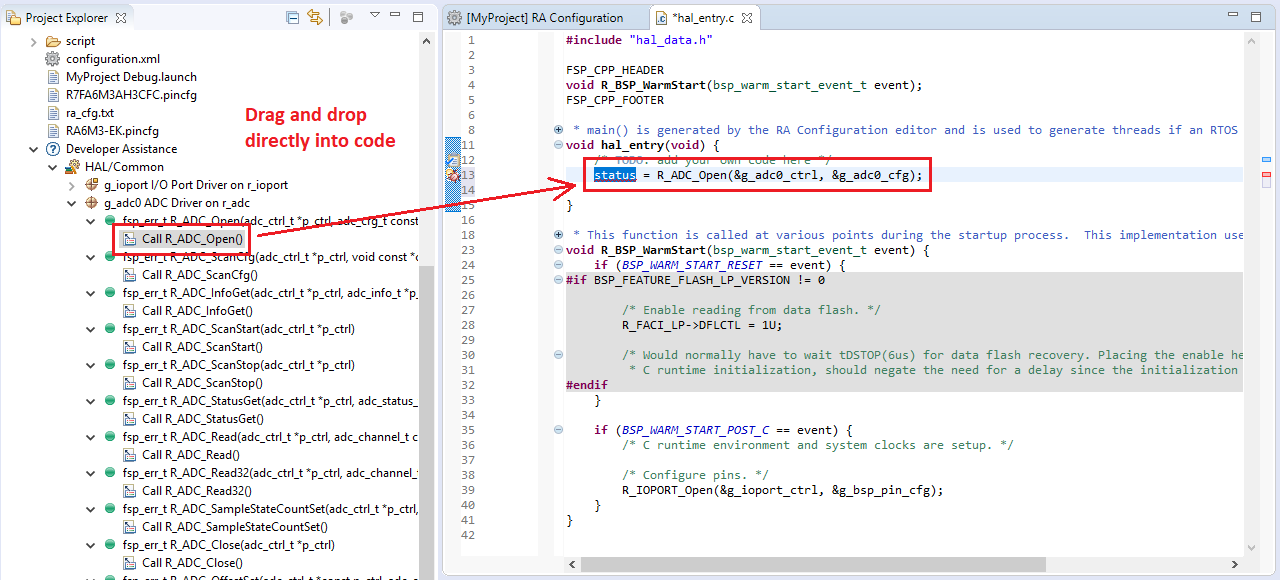 Project Explorer
script
configuration.xml
MyProject Debug.launch
R7FA6M3AH3CFC.pincfg
ra_cfg.txt
RA6M3-EK.pincfg
Developer Assistance
HAL/Common
g_ioport I/O Port Driver on r_ioport
g_adc0 ADC Driver on r_adc
fsp_err_t R_ADC_Open(adc_ctrl_t *p_ctrl, adc_cfg_t const
Call R_ADC_Open()
fsp_err_t R_ADC_ScanCfg(adc_ctrl_t *p_ctrl, void const *
Call R_ADC_ScanCfg()
fsp_err_t R_ADC_InfoGet(adc_ctrl_t *p_ctrl, adc_info_t *p_
Call R_ADC_InfoGet()
fsp_err_t R_ADC_ScanStart(adc_ctrl_t *p_ctrl)
Call R_ADC_ScanStart()
fsp_err_t R_ADC_ScanStop(adc_ctrl_t *p_ctrl)
Call R_ADC_ScanStop()
fsp_err_t R_ADC_StatusGet(adc_ctrl_t *p_ctrl, adc_status_
Call R_ADC_StatusGet()
fsp_err_t R_ADC_Read(adc_ctrl_t *p_ctrl, adc_channel_t c
Call R_ADC_Read()
fsp_err_t R_ADC_Read32(adc_ctrl_t *p_ctrl, adc_channel_t
Call R_ADC_Read32()
fsp_err_t R_ADC_SampleStateCountSet(adc_ctrl_t *p_ctrl,
Call R_ADC_SampleStateCountSet()
fsp_err_t R_ADC_Close(adc_ctrl_t *p_ctrl)
Call R_ADC_Close()
Drag and drop
directly into code
[MyProject] RA Configuration
*hal_entry.c
1 #include "hal_data.h"
2
3 FSP_CPP_HEADER
4 void R_BSP_WarmStart(bsp_warm_start_event_t event);
5 FSP_CPP_FOOTER
6
8 * main() is generated by the RA Configuration editor and is used to generate threads if an RTOS
11 void hal_entry(void) {
12 /* TODO: add your own code here */
13 status = R_ADC_Open(&g_adc0_ctrl, &g_adc0_cfg);
14
15 }
16
18 * This function is called at various points during the startup process.  This implementation use
23 void R_BSP_WarmStart(bsp_warm_start_event_t event) {
24 if (BSP_WARM_START_RESET == event) {
25 #if BSP_FEATURE_FLASH_LP_VERSION != 0
26
27 /* Enable reading from data flash. */
28 R_FACI_LP->DFLCTL = 1U;
29
30 /* Would normally have to wait tDSTOP(6us) for data flash recovery. Placing the enable he
31 * C runtime initialization, should negate the need for a delay since the initialization
32 #endif
33 }
34
35 if (BSP_WARM_START_POST_C == event) {
36 /* C runtime environment and system clocks are setup. */
37
38 /* Configure pins. */
39 R_IOPORT_Open(&g_ioport_ctrl, &g_bsp_pin_cfg);
40 }
41 }
42